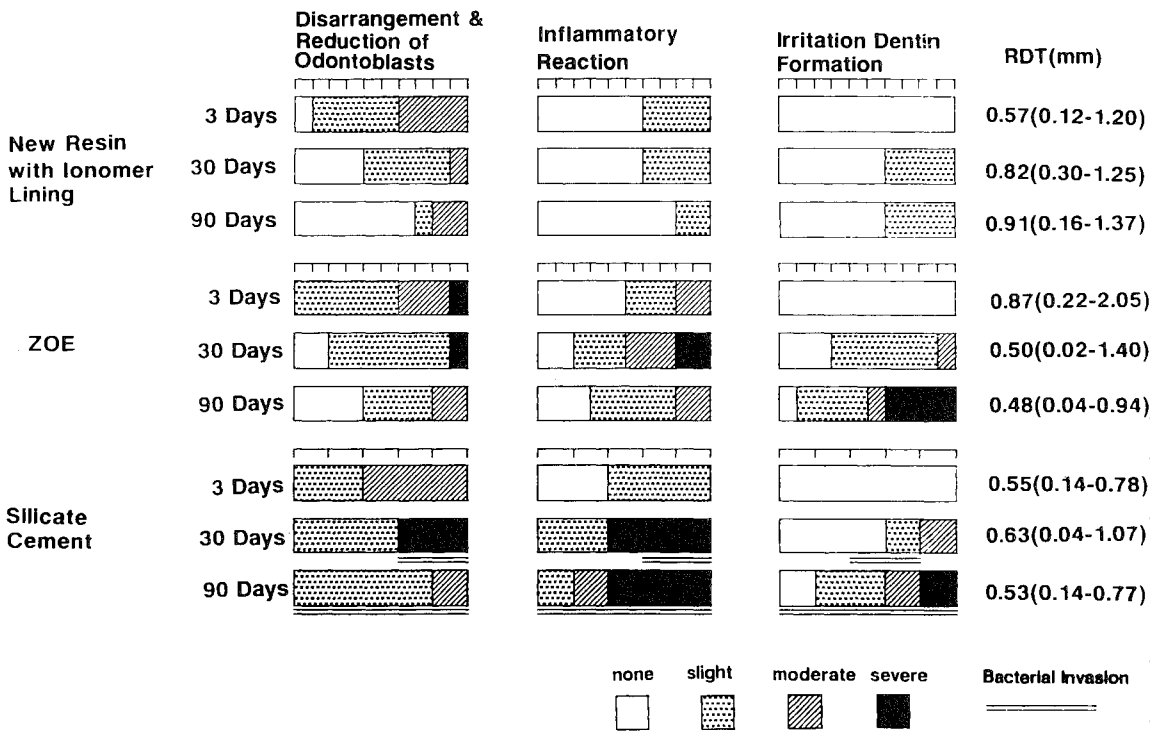 Disarrangement &
Reduction of
Odontoblasts
Inflammatory
Reaction
Irritation Dentin
Formation
RDT(mm)
New Resin
with Ionomer
Lining
3 Days
0.57(0.12-1.20)
30 Days
0.82(0.30-1.25)
90 Days
0.91(0.16-1.37)
ZOE
3 Days
0.87(0.22-2.05)
30 Days
0.50(0.02-1.40)
90 Days
0.48(0.04-0.94)
Silicate
Cement
3 Days
0.55(0.14-0.78)
30 Days
0.63(0.04-1.07)
90 Days
0.53(0.14-0.77)
none slight moderate severe Bacterial Invasion